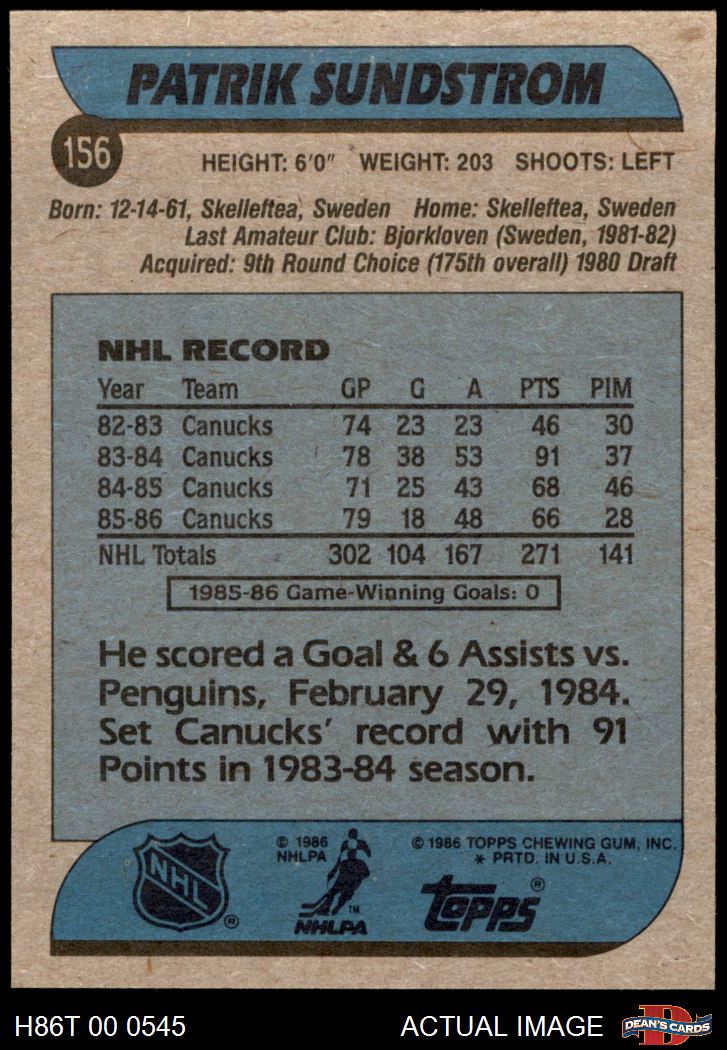 PATRIK SUNDSTROM
156
HEIGHT: 6'0" WEIGHT: 203 SHOOTS: LEFT
Born: 12-14-61, Skelleftea, Sweden Home: Skelleftea, Sweden
Last Amateur Club: Bjorkloven (Sweden, 1981-82)
Acquired: 9th Round Choice (175th overall) 1980 Draft
NHL RECORD
Year Team GP G A PTS PIM
82-83 Canucks 74 23 23 46 30
83-84 Canucks 78 38 53 91 37
84-85 Canucks 71 25 43 68 46
85-86 Canucks 79 18 48 66 28
NHL Totals 302 104 167 271 141
1985-86 Game-Winning Goals: 0
He scored a Goal & 6 Assists vs.
Penguins, February 29, 1984.
Set Canucks' record with 91
Points in 1983-84 season.
NHL ®
© 1986
NHLPA
TM
NHLPA
© 1986 TOPPS CHEWING GUM, INC.
* PRTD. IN U.S.A.
topps ®
H86T 00 0545 ACTUAL IMAGE
D
DEAN'S CARDS